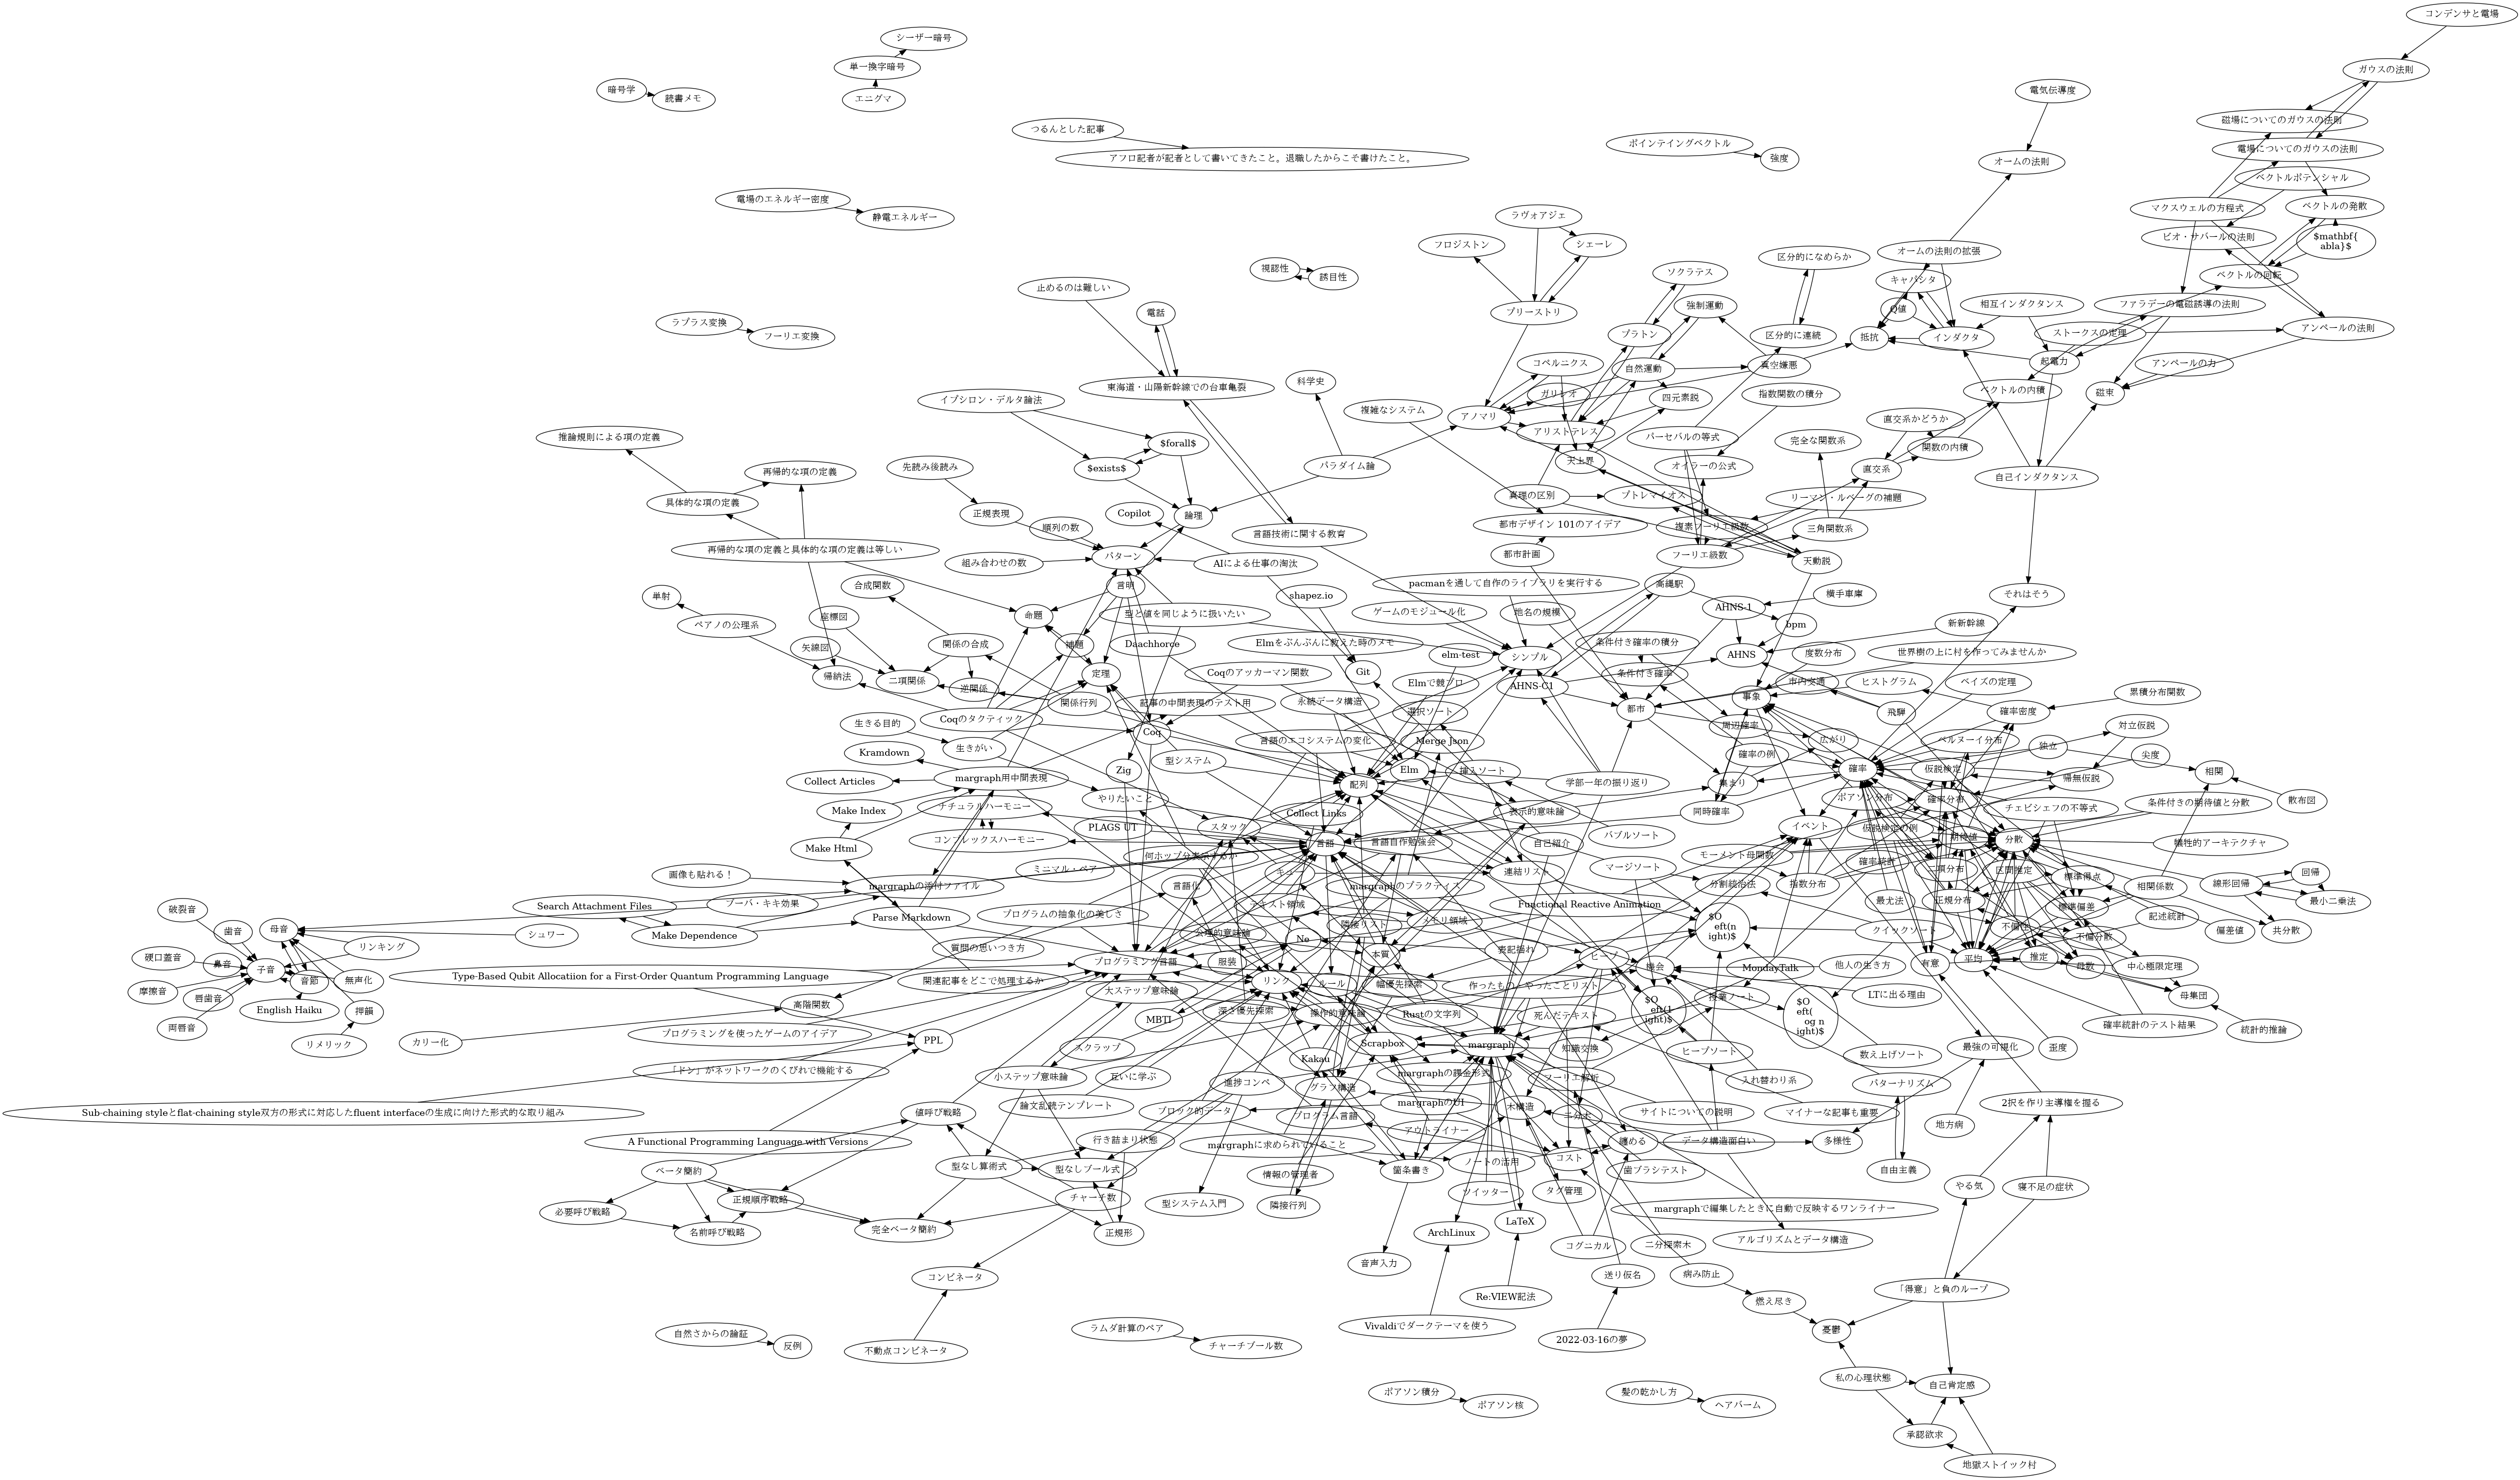 コンデンサと電場
シーザー暗号
単一換字暗号
ガウスの法則
暗号学
読書メモ
エニグマ
電気伝導度
磁場についてのガウスの法則
つるんとした記事
アフロ記者が記者として書いてきたこと。退職したからこそ書けたこと。
ポインティングベクトル
強度
電場についてのガウスの法則
オームの法則
ベクトルポテンシャル
電場のエネルギー密度
静電エネルギー
ラヴォアジェ
マクスウェルの方程式
ベクトルの発散
フロジストン
シェーレ
ビオ・サバールの法則
$mathbf{
abla}$
オームの法則の拡張
区分的になめらか
視認性
誘目性
ソクラテス
キャパシタ
ベクトルの回転
止めるのは難しい
電話
プリーストリ
強制運動
Q値
相互インダクタンス
ファラデーの電磁誘導の法則
ラプラス変換
フーリエ変換
プラトン
区分的に連続
抵抗
インダクタ
ストークスの定理
アンペールの法則
コペルニクス
自然運動
真空嫌悪
起電力
アンペールの力
東海道・山陽新幹線での台車亀裂
科学史
ガリレオ
四元素説
指数関数の積分
ベクトルの内積
磁束
イプシロン・デルタ論法
複雑なシステム
アノマリ
アリストテレス
パーセバルの等式
直交系かどうか
推論規則による項の定義
$forall$
完全な関数系
関数の内積
再帰的な項の定義
先読み後読み
$exists$
パラダイム論
天上界
オイラーの公式
直交系
自己インダクタンス
具体的な項の定義
真理の区別
プトレマイオス
リーマン・ルベーグの補題
正規表現
Copilot
論理
都市デザイン 101のアイデア
複素フーリエ級数
三角関数系
順列の数
言語技術に関する教育
再帰的な項の定義と具体的な項の定義は等しい
パターン
都市計画
フーリエ級数
天動説
組み合わせの数
AIによる仕事の淘汰
合成関数
言明
pacmanを通して自作のライブラリを実行する
高縄駅
単射
shapez.io
AHNS-1
横手車庫
それはそう
座標図
命題
型と値を同じように扱いたい
ゲームのモジュール化
地名の規模
bpm
ペアノの公理系
関係の合成
補題
Daachhorce
Elmをぶんぶんに教えた時のメモ
条件付き確率の積分
新新幹線
矢線図
シンプル
elm-test
AHNS
度数分布
世界樹の上に村を作ってみませんか
帰納法
二項関係
逆関係
定理
Coqのアッカーマン関数
Git
Elmで競プロ
AHNS-C1
条件付き確率
市内交通
ヒストグラム
ベイズの定理
累積分布関数
関係行列
記事の中間表現のテスト用
永続データ構造
選択ソート
都市
事象
飛騨
確率密度
Coqのタクティック
Coq
周辺確率
対立仮説
生きる目的
生きがい
言語のエコシステムの変化
Merge Json
広がり
ベルヌーイ分布
独立
Kramdown
型システム
確率の例
尖度
Zig
Elm
挿入ソート
確率
仮説検定
帰無仮説
相関
Collect Articles
margraph用中間表現
配列
学部一年の振り返り
集まり
やりたいこと
ポアソン分布
確率分布
散布図
Make Index
ナチュラルハーモニー
Collect Links
表示的意味論
同時確率
チェビシェフの不等式
条件付きの期待値と分散
PLAGS UT
スタック
バブルソート
イベント
仮説検定の例
期待値
分散
コンプレックスハーモニー
言語
言語自作勉強会
自己紹介
犠牲的アーキテクチャ
Make Html
何ホップ分表示するか
モーメント母関数
確率統計
画像も貼れる！
ミニマル・ペア
キュー
連結リスト
マージソート
二項分布
区間推定
標準得点
回帰
margraphの添付ファイル
言語化
margraphのプラクティス
分割統治法
指数分布
線形回帰
相関係数
最小二乗法
Search Attachment Files
ブーバ・キキ効果
テキスト領域
Functional Reactive Animation
最尤法
正規分布
標準偏差
記述統計
破裂音
Parse Markdown
プログラムの抽象化の美しさ
隣接リスト
メモリ領域
$O
eft(n
ight)$
歯音
母音
シュワー
Make Dependence
公理的意味論
クイックソート
不偏性
不偏分散
偏差値
共分散
リンキング
質問の思いつき方
No
硬口蓋音
鼻音
子音
プログラミング言語
服装
本質
表記揺れ
ヒープ
機会
MondayTalk
他人の生き方
有意
平均
推定
母数
中心極限定理
Type-Based Qubit Allocatiion for a First-Order Quantum Programming Language
音節
無声化
関連記事をどこで処理するか
リンク
ルール
幅優先探索
作ったもの・やったことリスト
摩擦音
大ステップ意味論
母集団
唇歯音
English Haiku
押韻
高階関数
深さ優先探索
操作的意味論
Rustの文字列
$O
eft(l
ight)$
授業ノート
LTに出る理由
$O
eft(
og n
ight)$
両唇音
MBTI
死んだテキスト
確率統計のテスト結果
統計的推論
プログラミングを使ったゲームのアイデア
カリー化
リメリック
PPL
スクラップ
Scrapbox
margraph
知識交換
ヒープソート
最強の可視化
歪度
Kakau
数え上げソート
「ドン」がネットワークのくびれで機能する
小ステップ意味論
互いに学ぶ
進捗コンペ
グラフ構造
margraphの課金形式
フーリエ解析
入れ替わり系
パターナリズム
Sub-chaining styleとflat-chaining style双方の形式に対応したfluent interfaceの生成に向けた形式的な取り組み
値呼び戦略
論文乱読テンプレート
ブロック的データ
プログラム言語
margraphのUI
木構造
二分木
サイトについての説明
マイナーな記事も重要
2択を作り主導権を握る
A Functional Programming Language with Versions
行き詰まり状態
margraphに求められていること
アウトライナー
纏める
データ構造面白い
多様性
地方病
ベータ簡約
型なし算術式
型なしブール式
情報の管理者
箇条書き
ノートの活用
コスト
歯ブラシテスト
自由主義
やる気
寝不足の症状
必要呼び戦略
正規順序戦略
チャーチ数
型システム入門
隣接行列
ツイッター
タグ管理
名前呼び戦略
完全ベータ簡約
正規形
ArchLinux
LaTeX
margraphで編集したときに自動で反映するワンライナー
音声入力
コグニカル
二分探索木
アルゴリズムとデータ構造
コンビネータ
送り仮名
病み防止
Re:VIEW記法
燃え尽き
「得意」と負のループ
自然さからの論証
反例
不動点コンビネータ
ラムダ計算のペア
チャーチブール数
Vivaldiでダークテーマを使う
2022-03-16の夢
憂鬱
私の心理状態
自己肯定感
ポアソン積分
ポアソン核
髪の乾かし方
ヘアバーム
承認欲求
地獄ストイック村